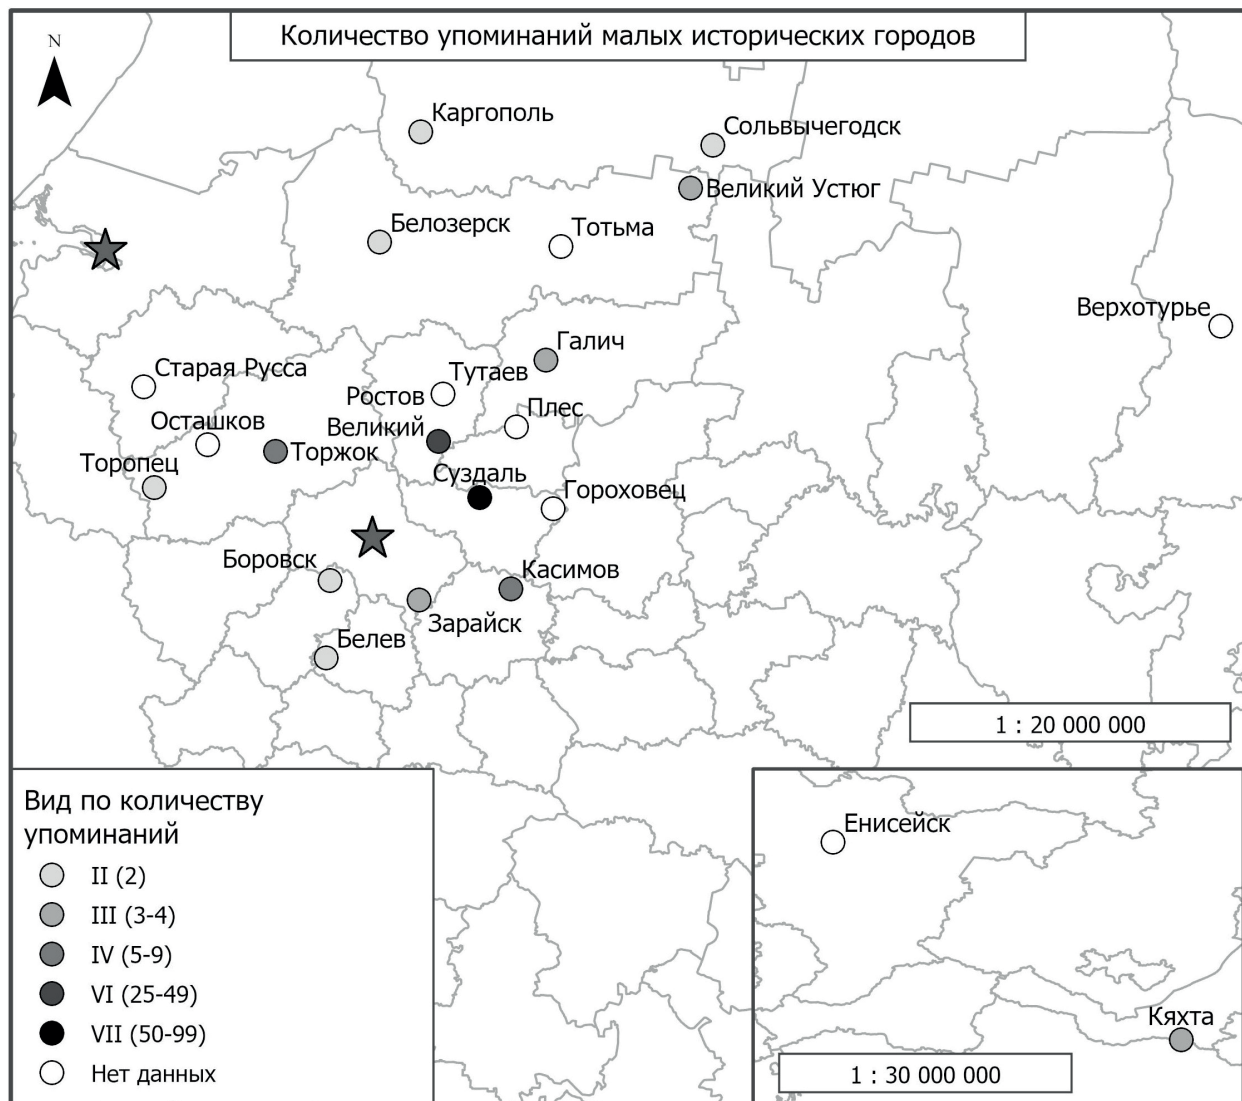 Количество упоминаний малых исторических городов
N
Каргополь
Сольвычегодск
Великий Устюг
Белозерск
Тотьма
Верхотурье
Галич
Старая Русса
Тутаев
Ростов
Великий
Плес
Осташков
Торжок
Торопец
Суздаль
Гороховец
Боровск
Касимов
Зарайск
Белев
1 : 20 000 000
Вид по количеству
упоминаний
II (2)
III (3-4)
IV (5-9)
VI (25-49)
VII (50-99)
Нет данных
Енисейск
Кяхта
1 : 30 000 000